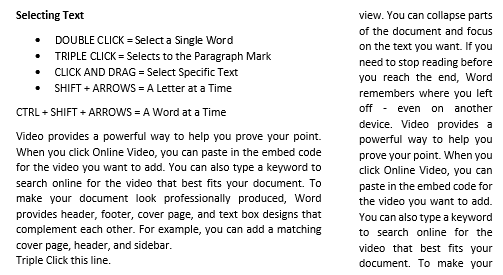 Selecting Text
• DOUBLE CLICK = Select a Single Word
• TRIPLE CLICK = Selects to the Paragraph Mark
• CLICK AND DRAG = Select Specific Text
• SHIFT + ARROWS = A Letter at a Time
CTRL + SHIFT + ARROWS = A Word at a Time
Video provides a powerful way to help you prove your point.
When you click Online Video, you can paste in the embed code
for the video you want to add. You can also type a keyword to
search online for the video that best fits your document. To
make your document look professionally produced, Word
provides header, footer, cover page, and text box designs that
complement each other. For example, you can add a matching
cover page, header, and sidebar.
Triple Click this line.
view. You can collapse parts
of the document and focus
on the text you want. If you
need to stop reading before
you reach the end, Word
remembers where you left
off - even on another
device. Video provides a
powerful way to help you
prove your point. When you
click Online Video, you can
paste in the embed code for
the video you want to add.
You can also type a keyword
to search online for the
video that best fits your
document. To make your